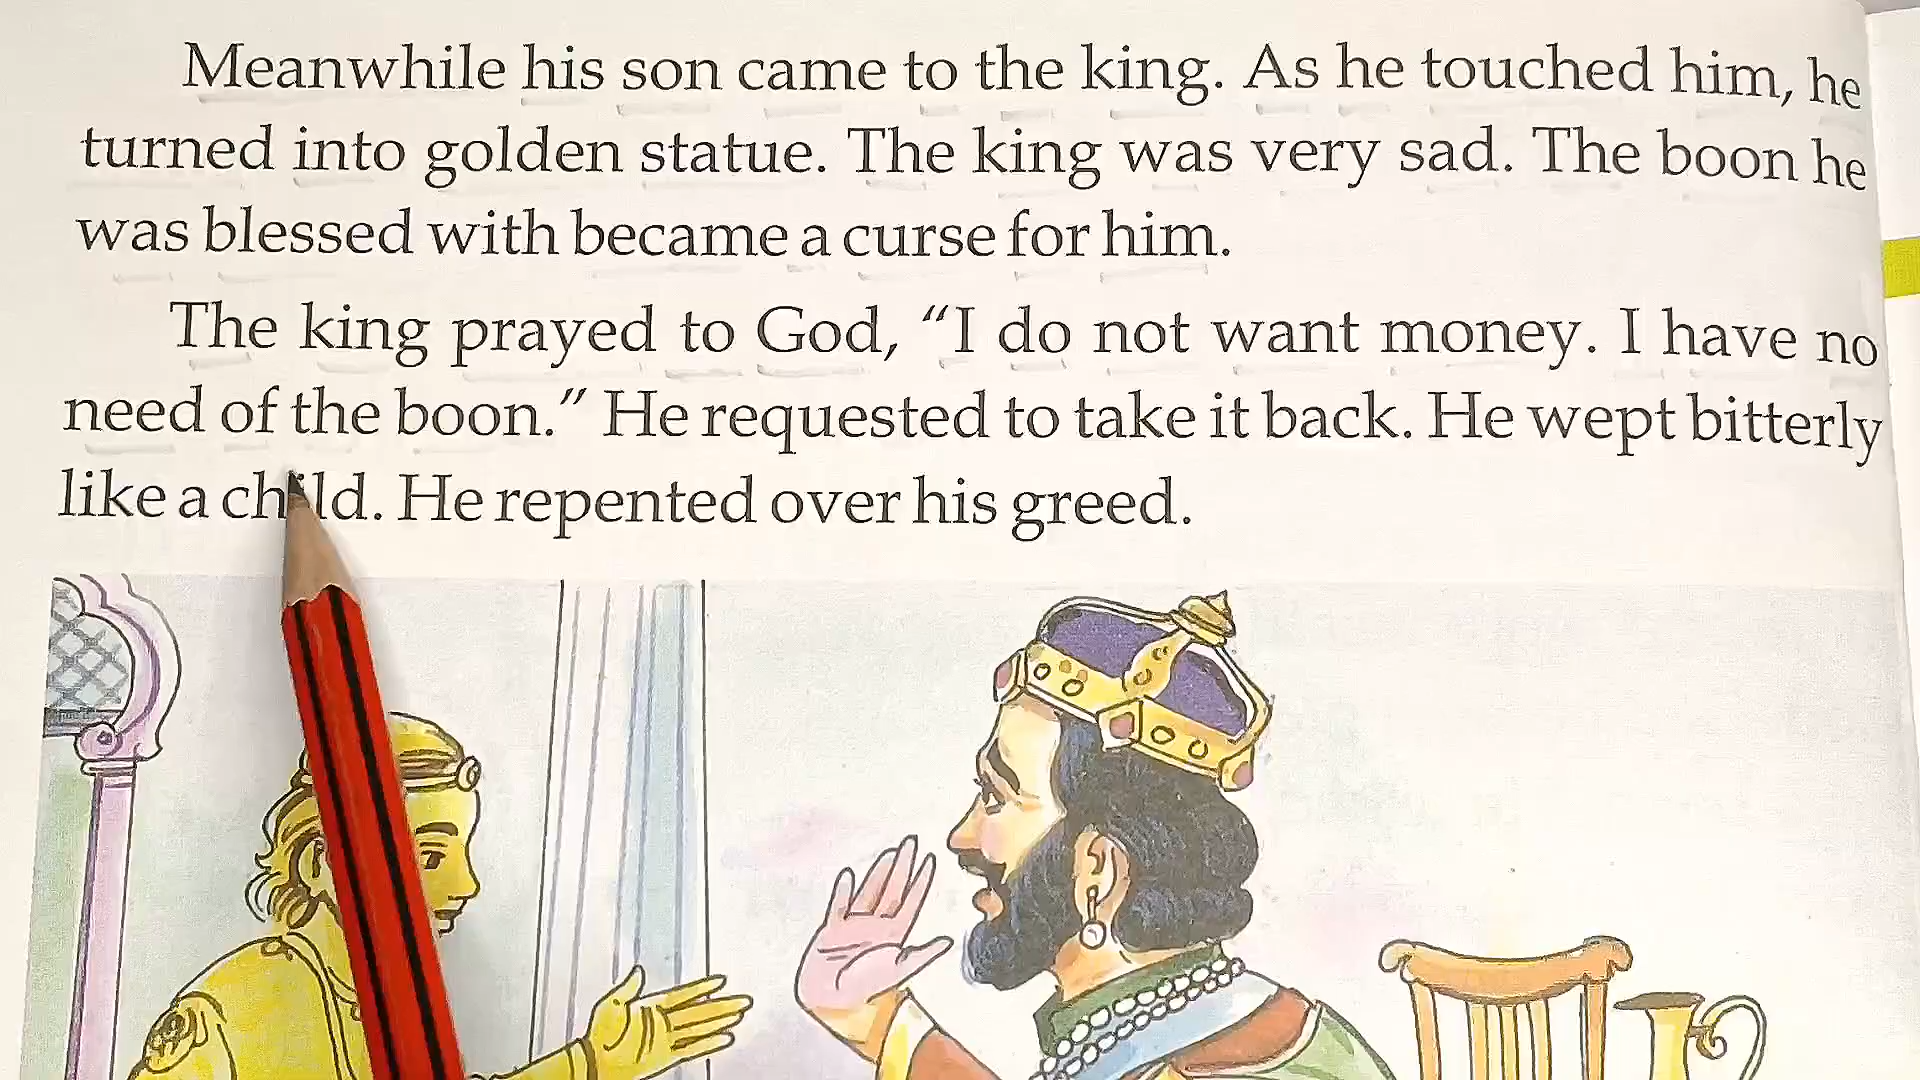 Meanwhile his son came to the king. As he touched him, he
turned into golden statue. The king was very sad. The boon he
was blessed with became a curse for him.
The king prayed to God, “I do not want money. I have no
need of the boon.” He requested to take it back. He wept bitterly
like a child. He repented over his greed.